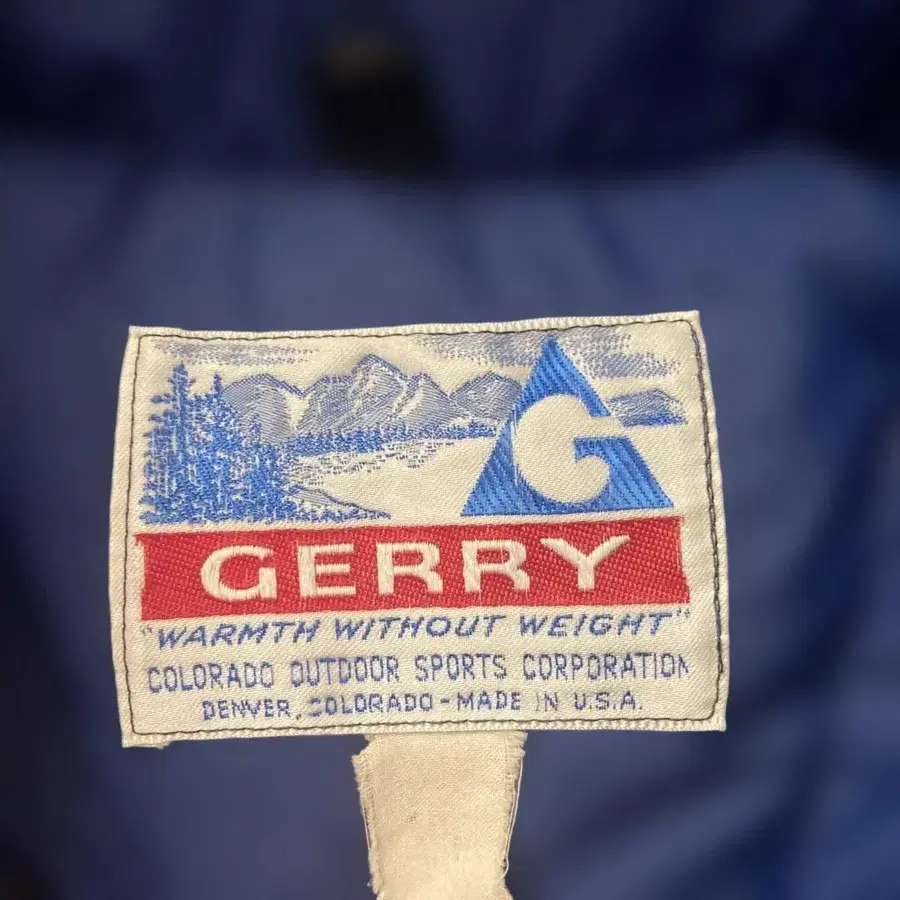 G
GERRY
"WARMTH WITHOUT WEIGHT"
COLORADO OUTDOOR SPORTS CORPORATION
DENVER, COLORADO - MADE IN U.S.A.